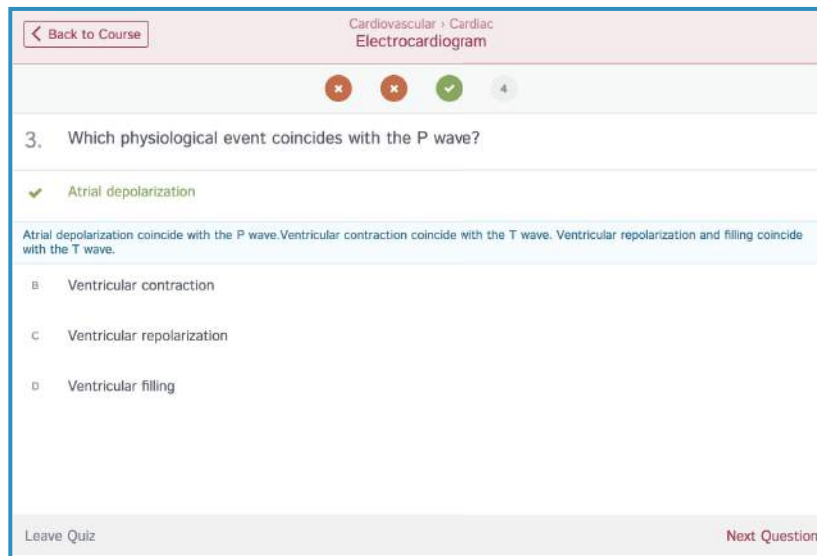 Back to Course
Cardiovascular › Cardiac
Electrocardiogram
4
3. Which physiological event coincides with the P wave?
Atrial depolarization
Atrial depolarization coincide with the P wave.Ventricular contraction coincide with the T wave. Ventricular repolarization and filling coincide
with the T wave.
B Ventricular contraction
C Ventricular repolarization
D Ventricular filling
Leave Quiz
Next Question